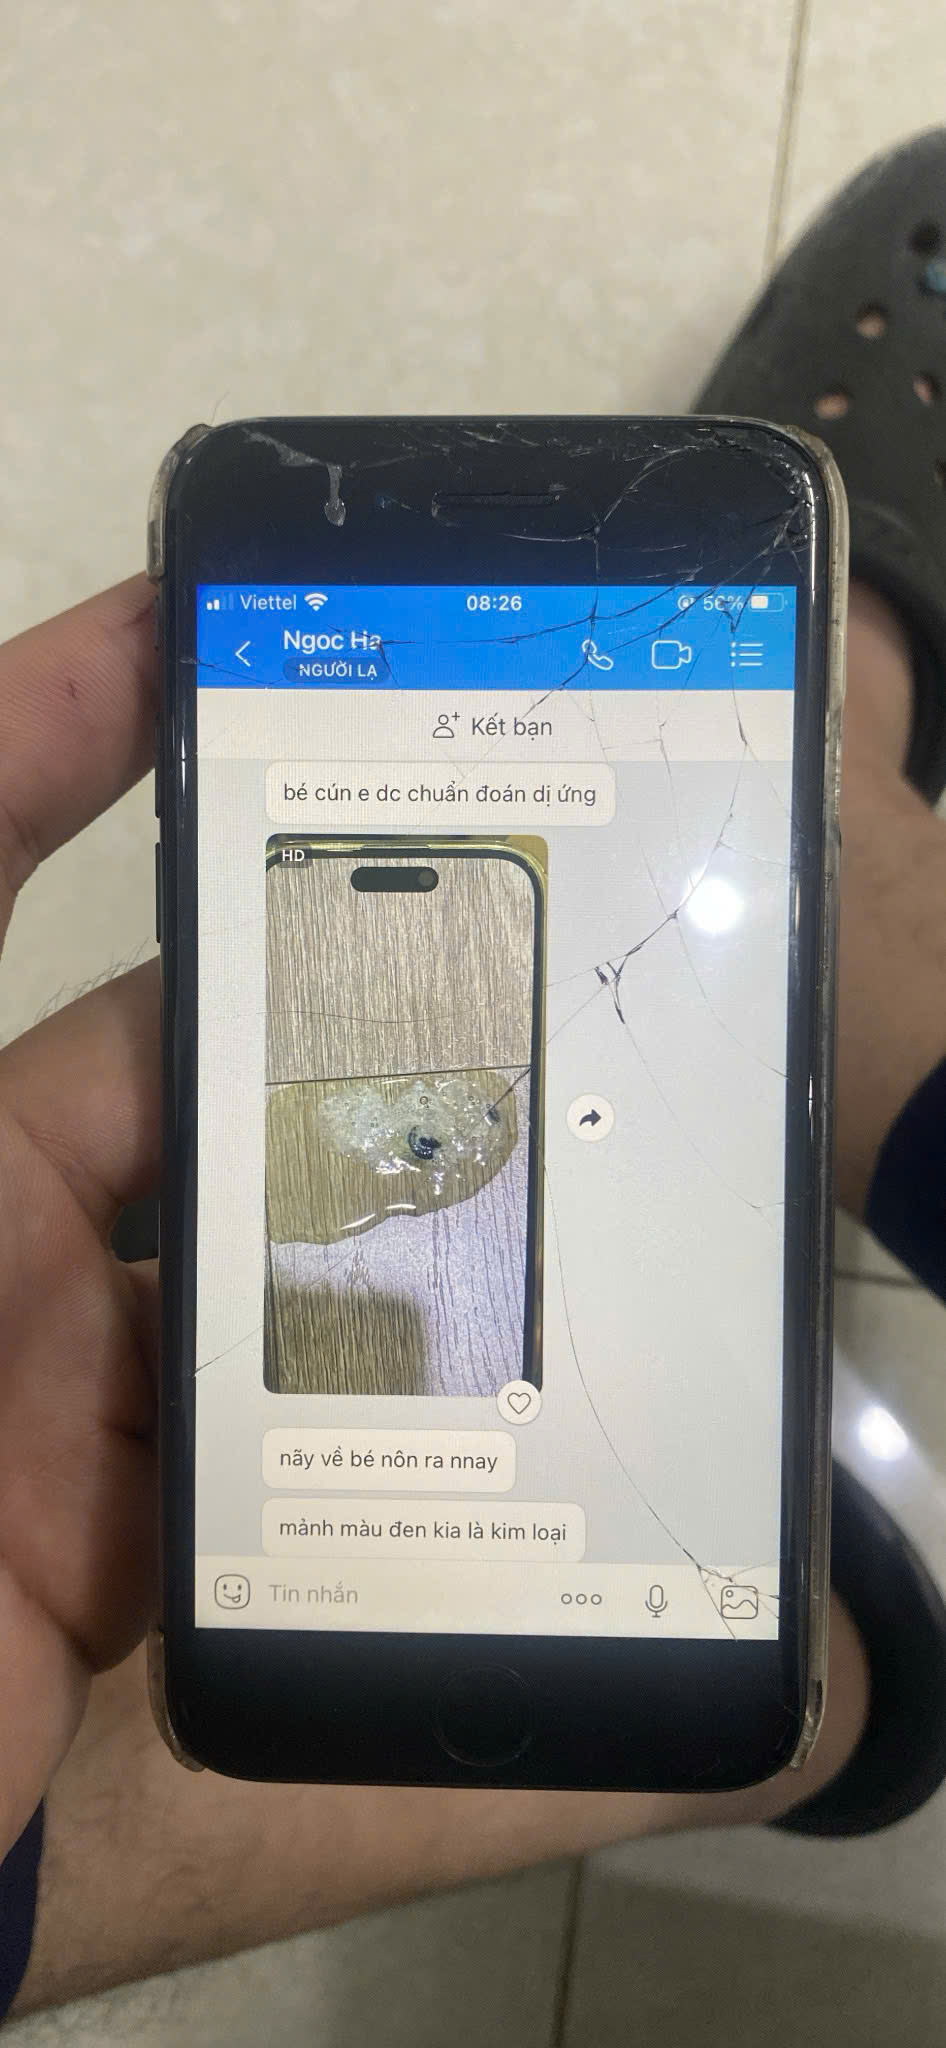 Viettel
08:26
56%
Ngoc Ha
NGƯỜI LẠ
Kết bạn
bé cún e dc chuẩn đoán dị ứng
HD
nãy về bé nôn ra nnay
mảnh màu đen kia là kim loại
Tin nhắn